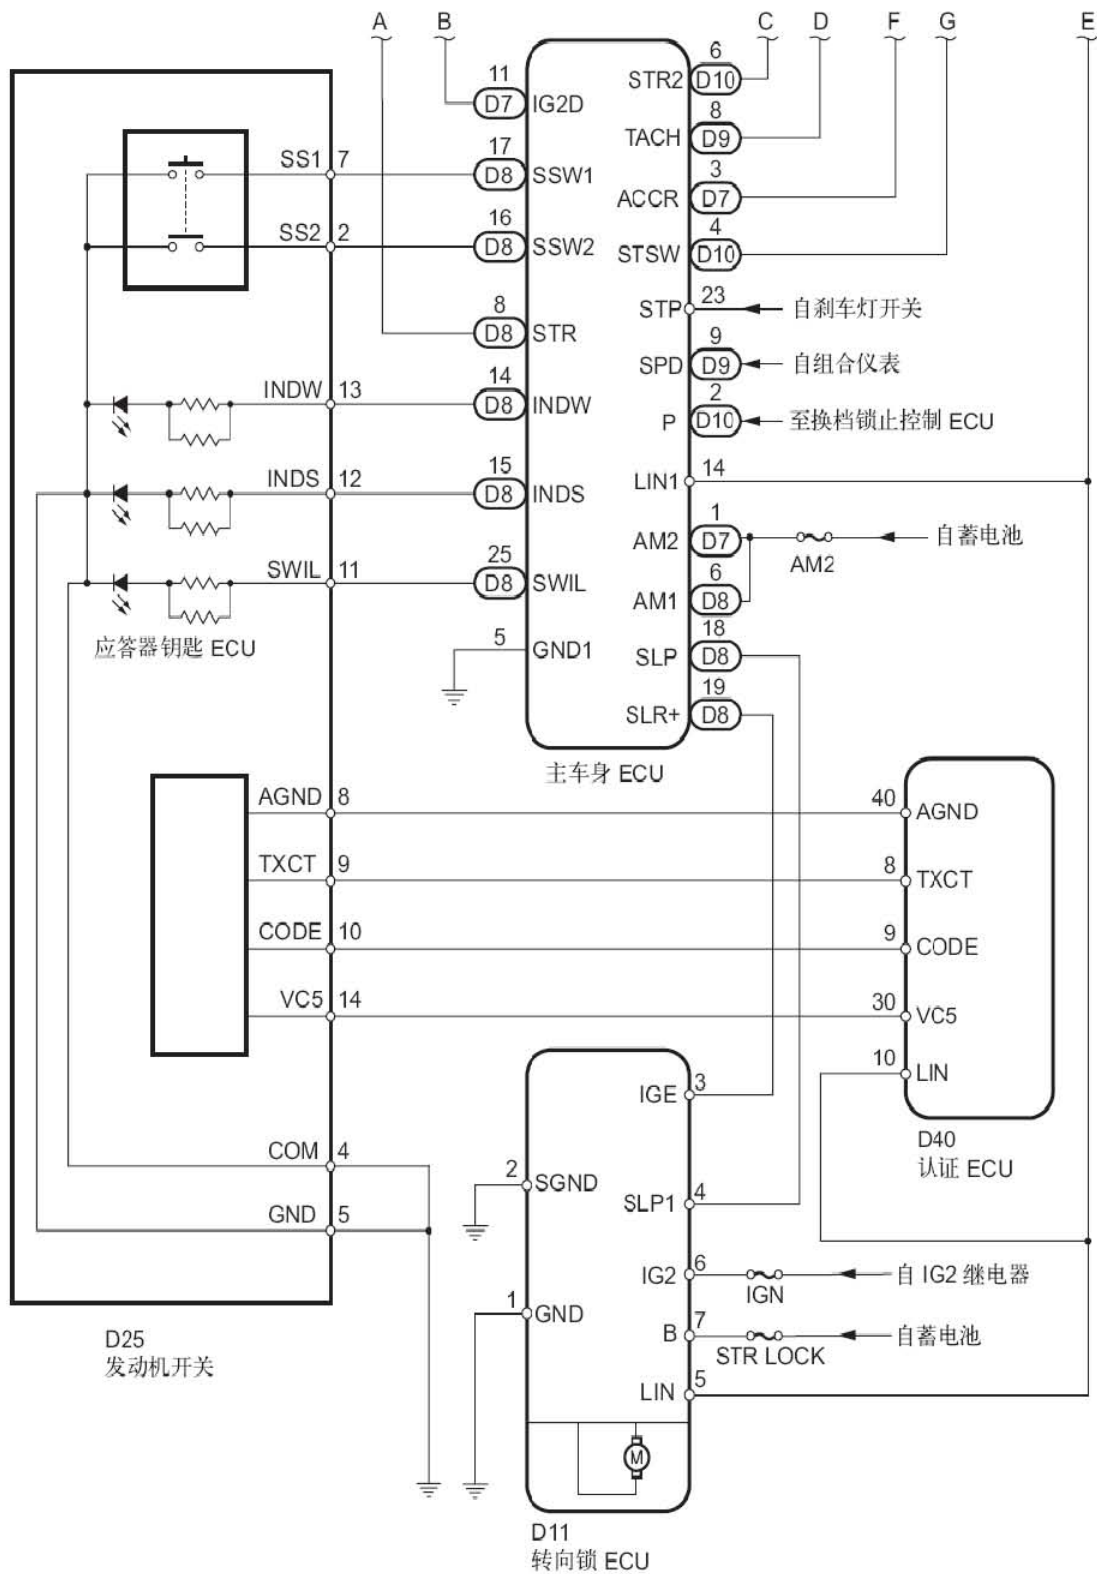 A
B
C
D
F
G
E
11
D7 IG2D
17
D8 SSW1
16
D8 SSW2
8
D8 STR
14
D8 INDW
15
D8 INDS
25
D8 SWIL
5
GND1
6
STR2 D10
8
TACH D9
3
ACCR D7
4
STSW D10
STP 23 自刹车灯开关
9
SPD D9 自组合仪表
2
P D10 至换档锁止控制 ECU
LIN1 14
1
AM2 D7 自蓄电池
AM2
6
AM1 D8
18
SLP D8
19
SLR+ D8
主车身 ECU
SS1 7
SS2 2
INDW 13
INDS 12
SWIL 11
应答器钥匙 ECU
AGND 8
TXCT 9
CODE 10
VC5 14
COM 4
GND 5
D25
发动机开关
40 AGND
8 TXCT
9 CODE
30 VC5
10 LIN
D40
认证 ECU
IGE 3
2 SGND
SLP1 4
IG2 6 自 IG2 继电器
IGN
1 GND
B 7 自蓄电池
STR LOCK
LIN 5
M
D11
转向锁 ECU